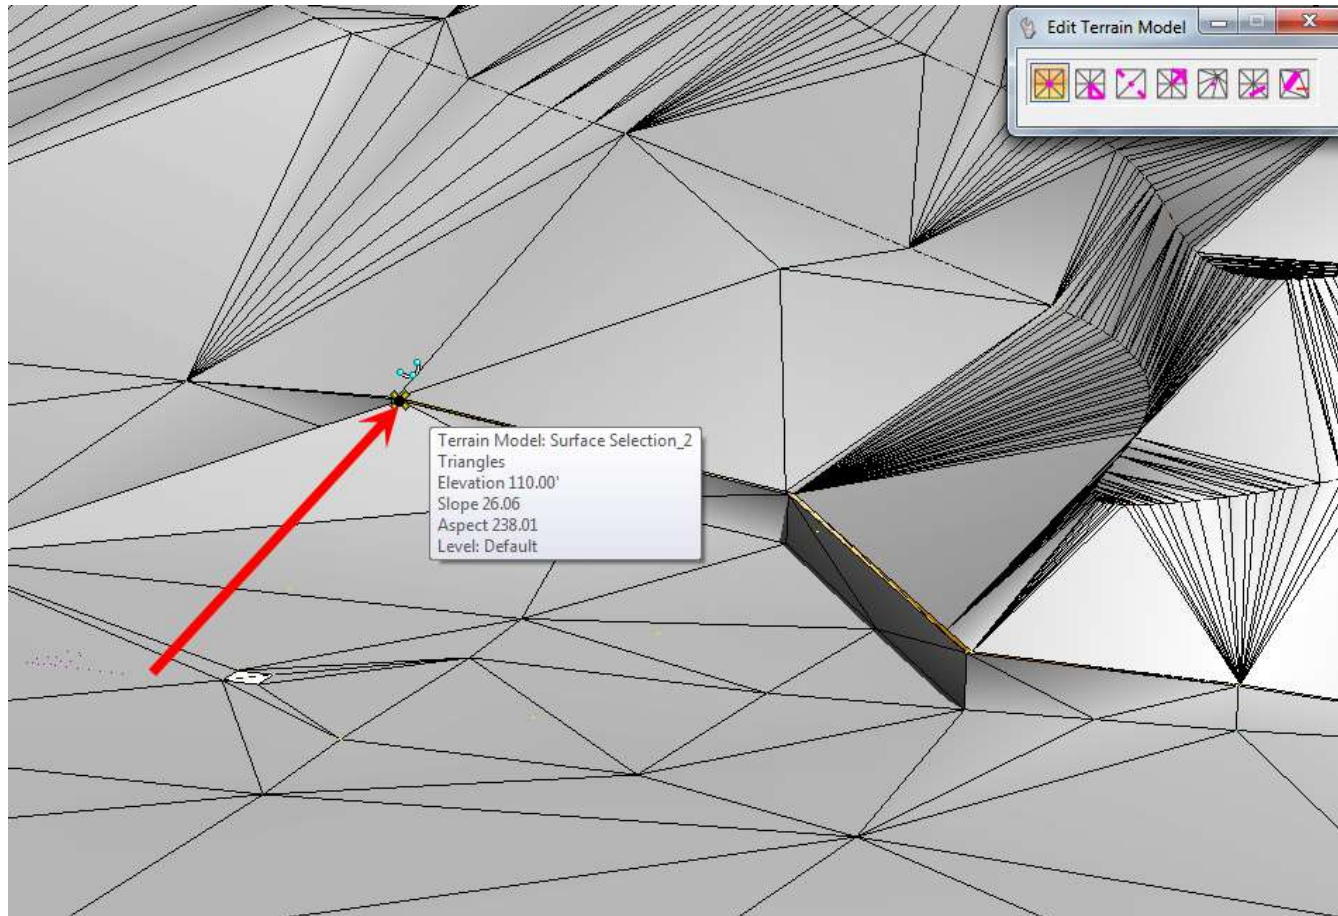 Edit Terrain Model
Terrain Model: Surface Selection_2
Triangles
Elevation 110.00'
Slope 26.06
Aspect 238.01
Level: Default